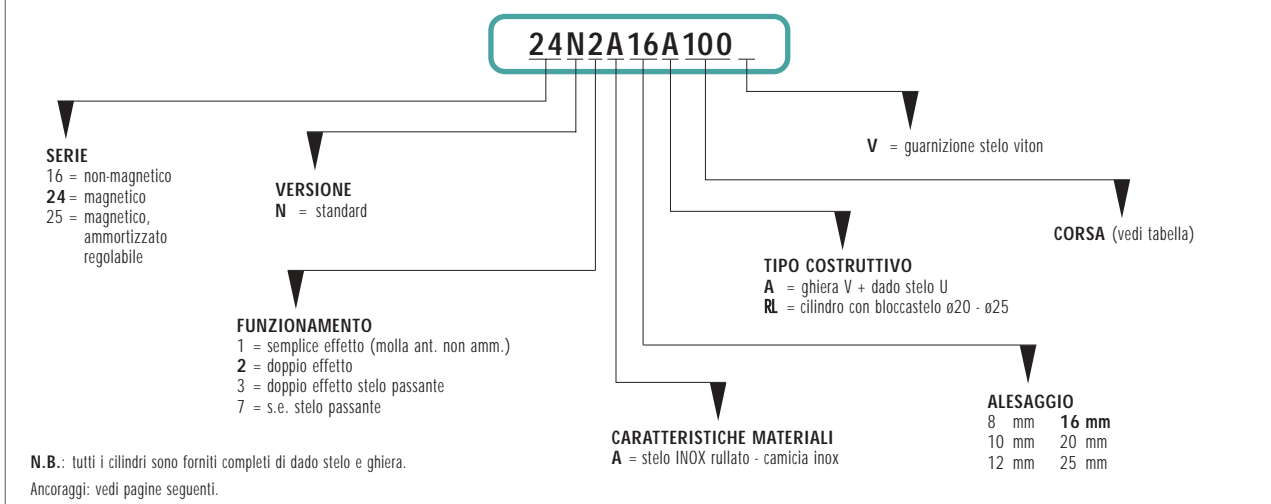 24N2A16A100
V = guarnizione stelo viton
SERIE
16 = non-magnetico
24 = magnetico
25 = magnetico,
ammortizzato
regolabile
VERSIONE
N = standard
CORSA (vedi tabella)
TIPO COSTRUTTIVO
A = ghiera V + dado stelo U
RL = cilindro con bloccastelo ø20 - ø25
FUNZIONAMENTO
1 = semplice effetto (molla ant. non amm.)
2 = doppio effetto
3 = doppio effetto stelo passante
7 = s.e. stelo passante
ALESAGGIO
8 mm 16 mm
10 mm 20 mm
12 mm 25 mm
CARATTERISTICHE MATERIALI
A = stelo INOX rullato - camicia inox
N.B.: tutti i cilindri sono forniti completi di dado stelo e ghiera.
Ancoraggi: vedi pagine seguenti.